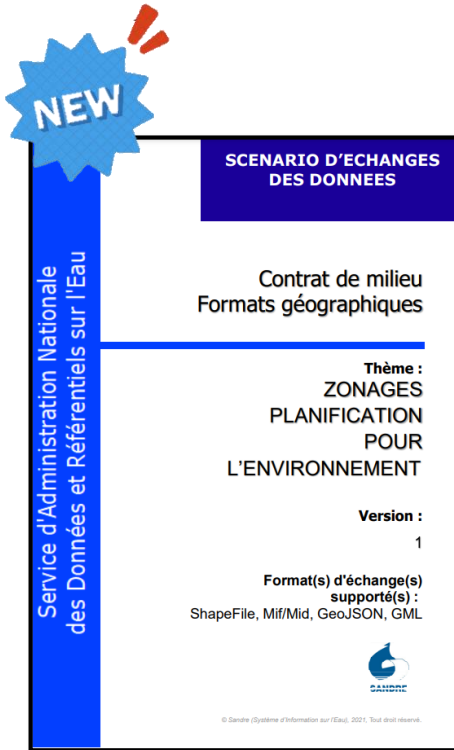 NEW
SCENARIO D'ECHANGES
DES DONNEES
Service d'Administration Nationale
des Données et Référentiels sur l'Eau
Contrat de milieu
Formats géographiques
Thème :
ZONAGES
PLANIFICATION
POUR
L'ENVIRONNEMENT
Version :
1
Format(s) d'échange(s)
supporté(s) :
ShapeFile, Mif/Mid, GeoJSON, GML
SANDRE
© Sandre (Système d'Information sur l'Eau), 2021, Tout droit réservé.